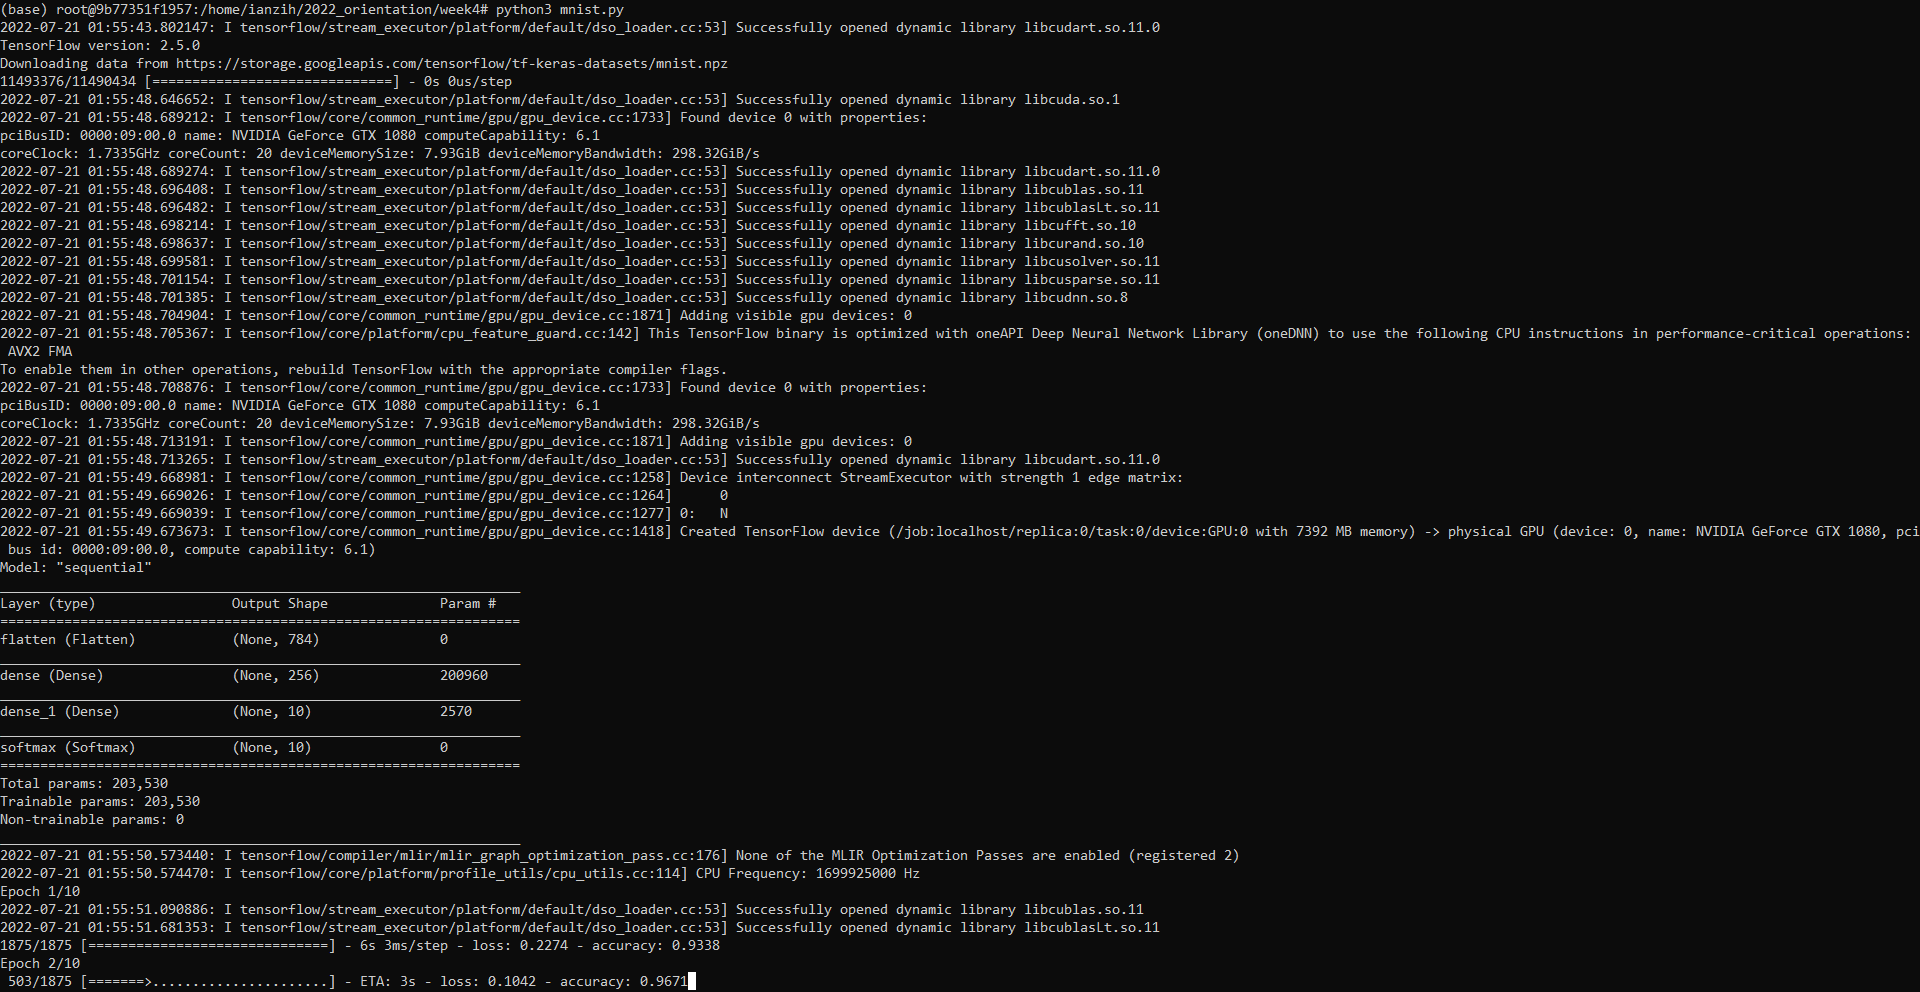 (base) root@9b77351f1957:/home/ianzih/2022_orientation/week4# python3 mnist.py
2022-07-21 01:55:43.802147: I tensorflow/stream_executor/platform/default/dso_loader.cc:53] Successfully opened dynamic library libcudart.so.11.0
TensorFlow version: 2.5.0
Downloading data from https://storage.googleapis.com/tensorflow/tf-keras-datasets/mnist.npz
11493376/11490434 [==============================] - 0s 0us/step
2022-07-21 01:55:48.646652: I tensorflow/stream_executor/platform/default/dso_loader.cc:53] Successfully opened dynamic library libcuda.so.1
2022-07-21 01:55:48.689212: I tensorflow/core/common_runtime/gpu/gpu_device.cc:1733] Found device 0 with properties:
pciBusID: 0000:09:00.0 name: NVIDIA GeForce GTX 1080 computeCapability: 6.1
coreClock: 1.7335GHz coreCount: 20 deviceMemorySize: 7.93GiB deviceMemoryBandwidth: 298.32GiB/s
2022-07-21 01:55:48.689274: I tensorflow/stream_executor/platform/default/dso_loader.cc:53] Successfully opened dynamic library libcudart.so.11.0
2022-07-21 01:55:48.696408: I tensorflow/stream_executor/platform/default/dso_loader.cc:53] Successfully opened dynamic library libcublas.so.11
2022-07-21 01:55:48.696482: I tensorflow/stream_executor/platform/default/dso_loader.cc:53] Successfully opened dynamic library libcublasLt.so.11
2022-07-21 01:55:48.698214: I tensorflow/stream_executor/platform/default/dso_loader.cc:53] Successfully opened dynamic library libcufft.so.10
2022-07-21 01:55:48.698637: I tensorflow/stream_executor/platform/default/dso_loader.cc:53] Successfully opened dynamic library libcurand.so.10
2022-07-21 01:55:48.699581: I tensorflow/stream_executor/platform/default/dso_loader.cc:53] Successfully opened dynamic library libcusolver.so.11
2022-07-21 01:55:48.701154: I tensorflow/stream_executor/platform/default/dso_loader.cc:53] Successfully opened dynamic library libcusparse.so.11
2022-07-21 01:55:48.701385: I tensorflow/stream_executor/platform/default/dso_loader.cc:53] Successfully opened dynamic library libcudnn.so.8
2022-07-21 01:55:48.704904: I tensorflow/core/common_runtime/gpu/gpu_device.cc:1871] Adding visible gpu devices: 0
2022-07-21 01:55:48.705367: I tensorflow/core/platform/cpu_feature_guard.cc:142] This TensorFlow binary is optimized with oneAPI Deep Neural Network Library (oneDNN) to use the following CPU instructions in performance-critical operations:
 AVX2 FMA
To enable them in other operations, rebuild TensorFlow with the appropriate compiler flags.
2022-07-21 01:55:48.708876: I tensorflow/core/common_runtime/gpu/gpu_device.cc:1733] Found device 0 with properties:
pciBusID: 0000:09:00.0 name: NVIDIA GeForce GTX 1080 computeCapability: 6.1
coreClock: 1.7335GHz coreCount: 20 deviceMemorySize: 7.93GiB deviceMemoryBandwidth: 298.32GiB/s
2022-07-21 01:55:48.713191: I tensorflow/core/common_runtime/gpu/gpu_device.cc:1871] Adding visible gpu devices: 0
2022-07-21 01:55:48.713265: I tensorflow/stream_executor/platform/default/dso_loader.cc:53] Successfully opened dynamic library libcudart.so.11.0
2022-07-21 01:55:49.668981: I tensorflow/core/common_runtime/gpu/gpu_device.cc:1258] Device interconnect StreamExecutor with strength 1 edge matrix:
2022-07-21 01:55:49.669026: I tensorflow/core/common_runtime/gpu/gpu_device.cc:1264]      0
2022-07-21 01:55:49.669039: I tensorflow/core/common_runtime/gpu/gpu_device.cc:1277] 0:   N
2022-07-21 01:55:49.673673: I tensorflow/core/common_runtime/gpu/gpu_device.cc:1418] Created TensorFlow device (/job:localhost/replica:0/task:0/device:GPU:0 with 7392 MB memory) -> physical GPU (device: 0, name: NVIDIA GeForce GTX 1080, pci
 bus id: 0000:09:00.0, compute capability: 6.1)
Model: "sequential"
_________________________________________________________________
Layer (type)                 Output Shape              Param #
=================================================================
flatten (Flatten)            (None, 784)               0
_________________________________________________________________
dense (Dense)                (None, 256)               200960
_________________________________________________________________
dense_1 (Dense)              (None, 10)                2570
_________________________________________________________________
softmax (Softmax)            (None, 10)                0
=================================================================
Total params: 203,530
Trainable params: 203,530
Non-trainable params: 0
_________________________________________________________________
2022-07-21 01:55:50.573440: I tensorflow/compiler/mlir/mlir_graph_optimization_pass.cc:176] None of the MLIR Optimization Passes are enabled (registered 2)
2022-07-21 01:55:50.574470: I tensorflow/core/platform/profile_utils/cpu_utils.cc:114] CPU Frequency: 1699925000 Hz
Epoch 1/10
2022-07-21 01:55:51.090886: I tensorflow/stream_executor/platform/default/dso_loader.cc:53] Successfully opened dynamic library libcublas.so.11
2022-07-21 01:55:51.681353: I tensorflow/stream_executor/platform/default/dso_loader.cc:53] Successfully opened dynamic library libcublasLt.so.11
1875/1875 [==============================] - 6s 3ms/step - loss: 0.2274 - accuracy: 0.9338
Epoch 2/10
 503/1875 [=======>......................] - ETA: 3s - loss: 0.1042 - accuracy: 0.9671